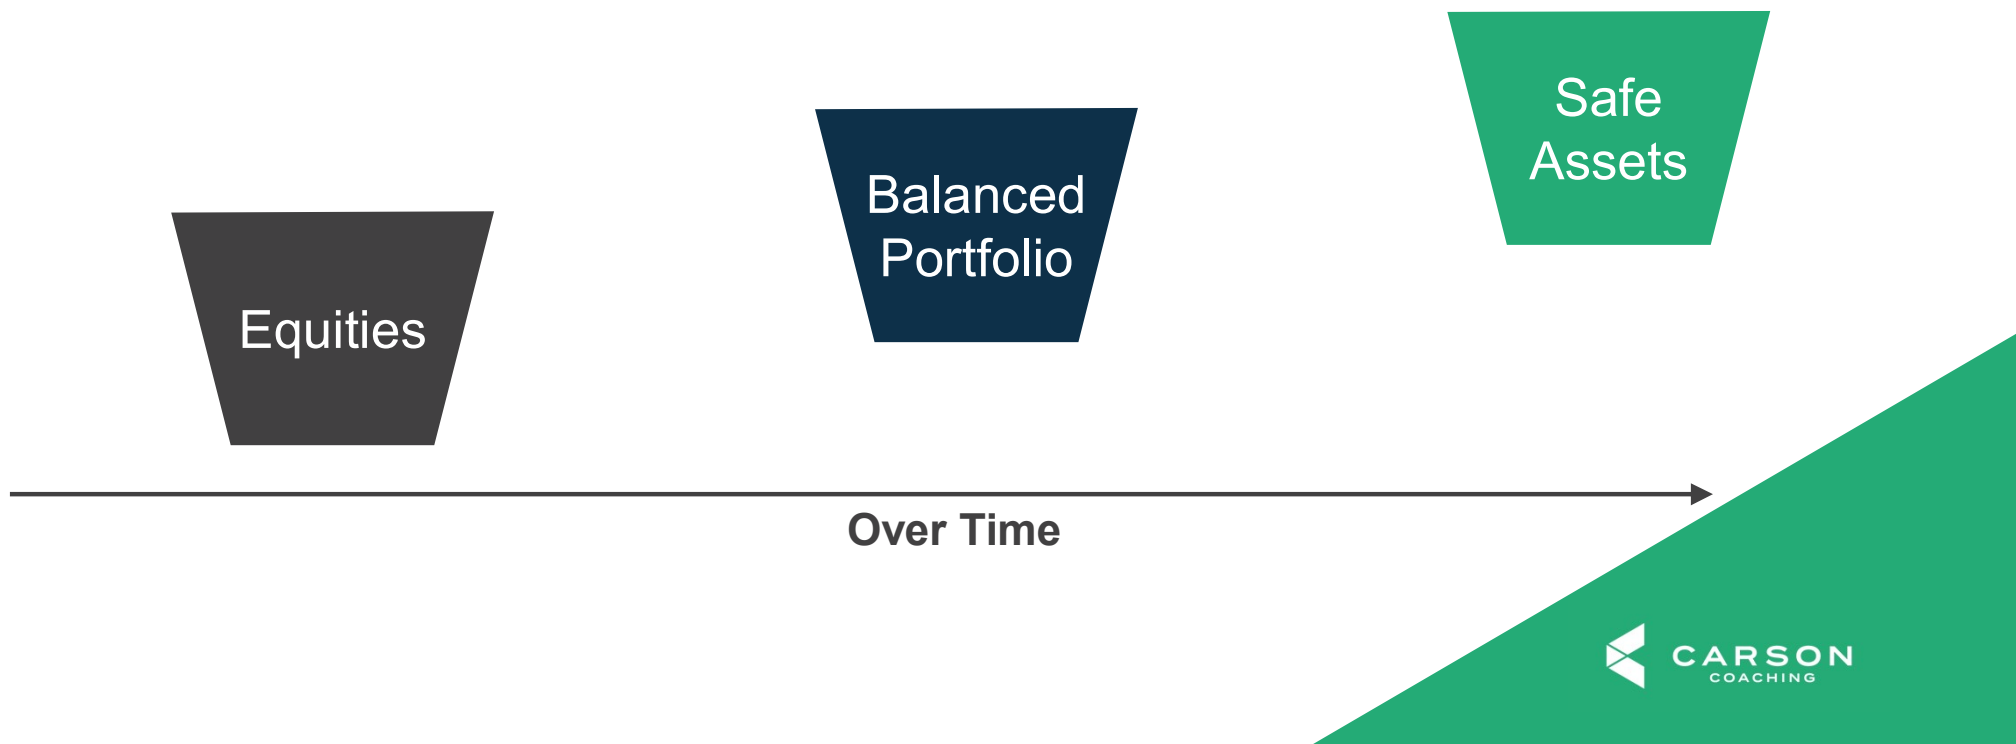 Equities
Balanced
Portfolio
Safe
Assets
Over Time
CARSON
COACHING